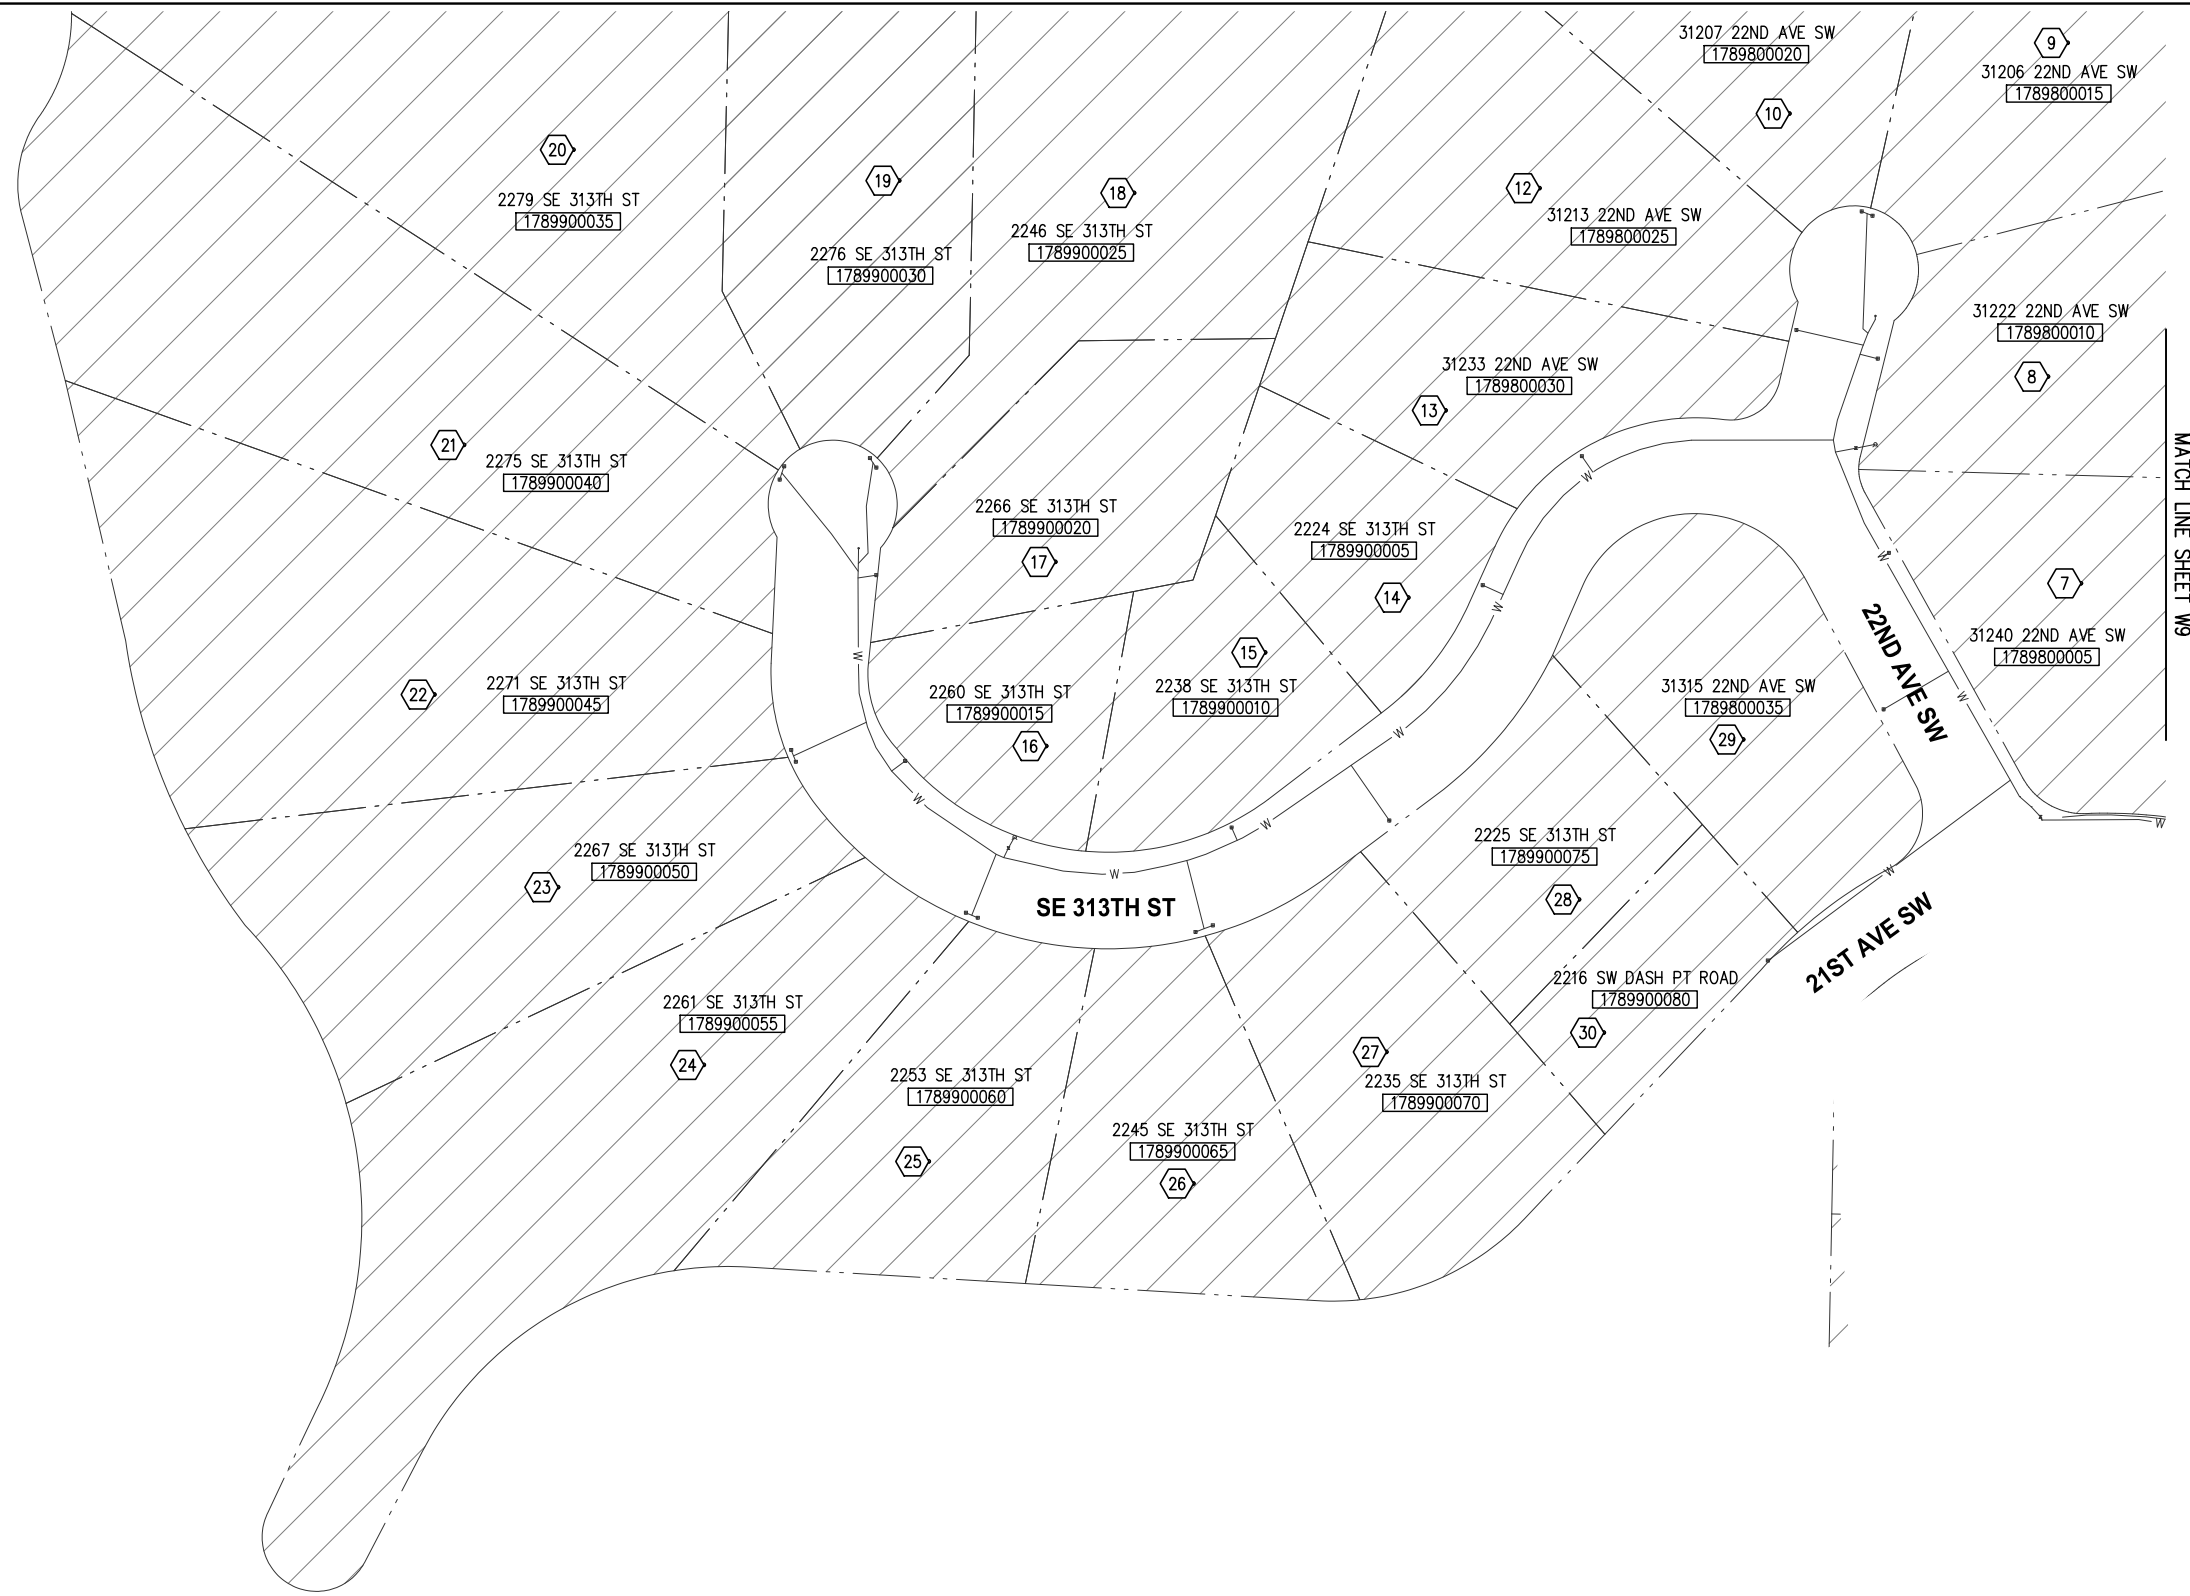 31207 22ND AVE SW
1789800020
10
9
31206 22ND AVE SW
1789800015
20
2279 SE 313TH ST
1789900035
19
2276 SE 313TH ST
1789900030
18
2246 SE 313TH ST
1789900025
12
31213 22ND AVE SW
1789800025
31222 22ND AVE SW
1789800010
8
31233 22ND AVE SW
1789800030
13
21
2275 SE 313TH ST
1789900040
2266 SE 313TH ST
1789900020
17
2224 SE 313TH ST
1789900005
14
MATCH LINE SHEET W9
7
31240 22ND AVE SW
1789800005
22ND AVE SW
22
2271 SE 313TH ST
1789900045
2260 SE 313TH ST
1789900015
16
15
2238 SE 313TH ST
1789900010
31315 22ND AVE SW
1789800035
29
W
W
W
W
W
W
W
W
W
W
W
W
2267 SE 313TH ST
1789900050
23
SE 313TH ST
2225 SE 313TH ST
1789900075
28
21ST AVE SW
2216 SW DASH PT ROAD
1789900080
30
2261 SE 313TH ST
1789900055
24
2253 SE 313TH ST
1789900060
25
2245 SE 313TH ST
1789900065
26
27
2235 SE 313TH ST
1789900070